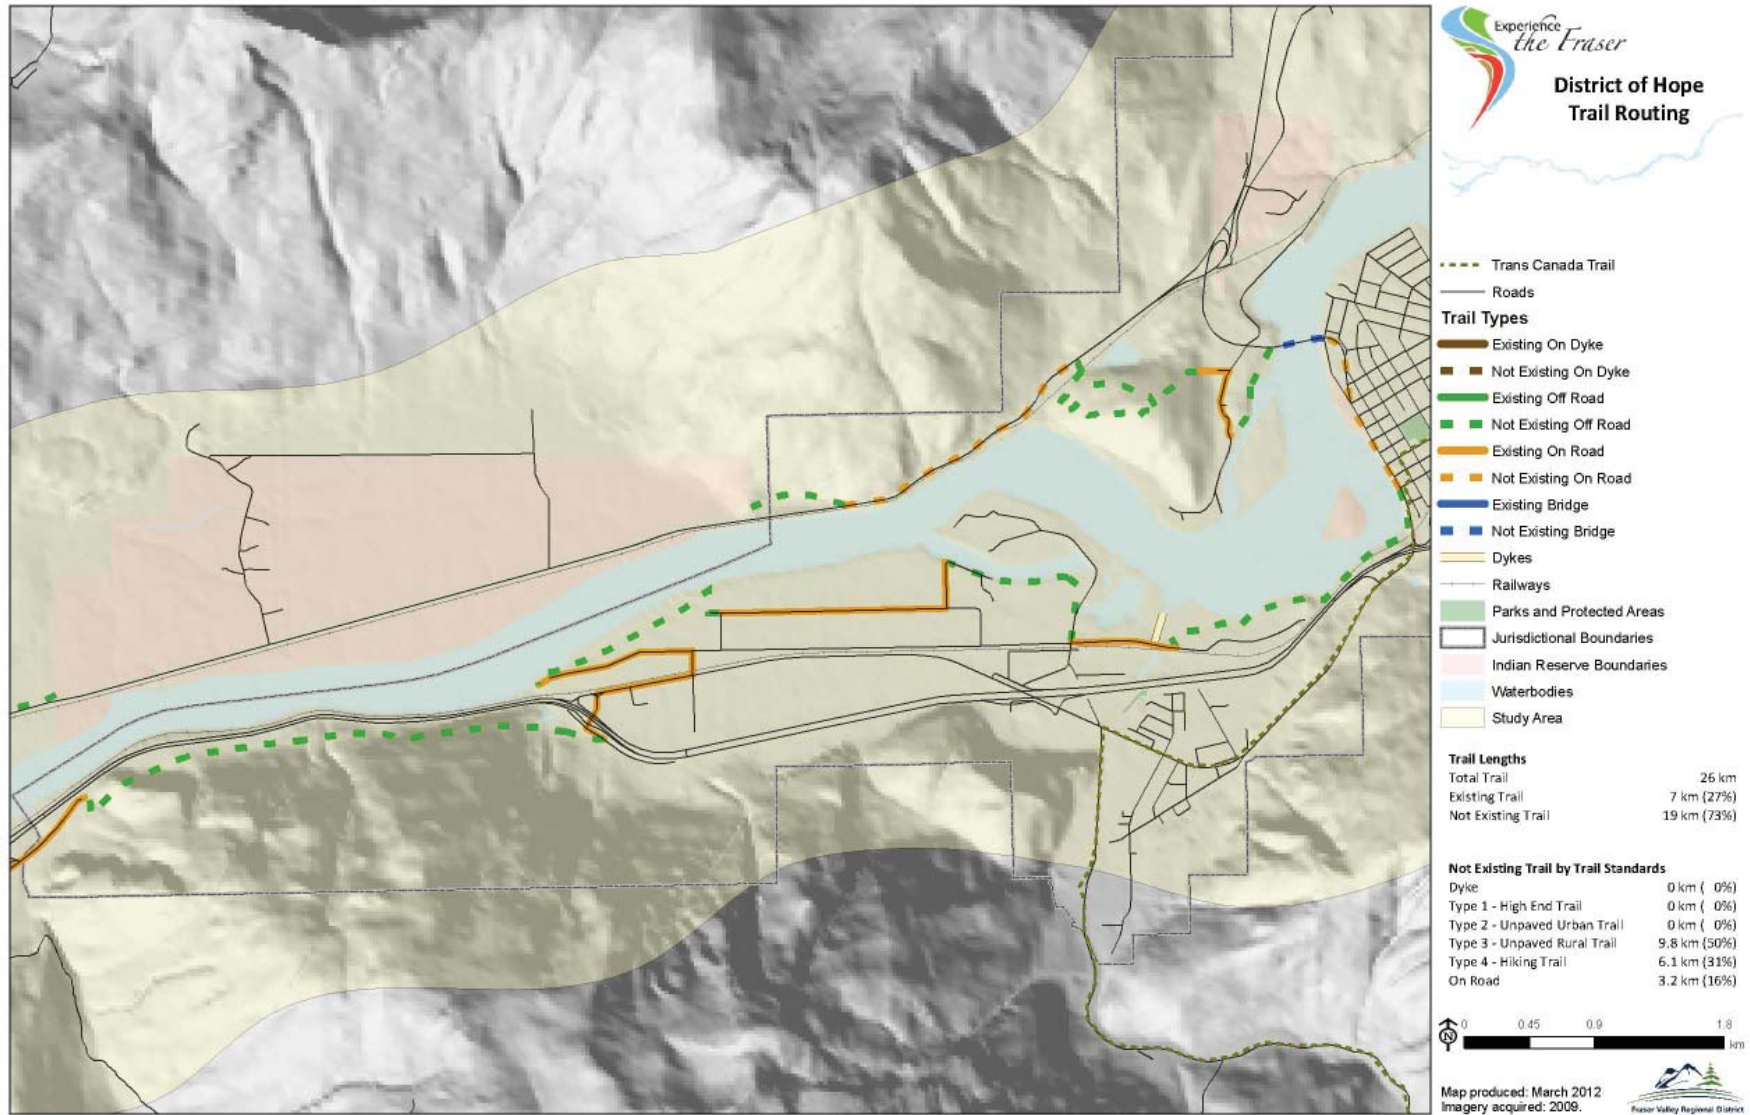 Experience
the Fraser
District of Hope
Trail Routing
Trans Canada Trail
Roads
Trail Types
Existing On Dyke
Not Existing On Dyke
Existing Off Road
Not Existing Off Road
Existing On Road
Not Existing On Road
Existing Bridge
Not Existing Bridge
Dykes
Railways
Parks and Protected Areas
Jurisdictional Boundaries
Indian Reserve Boundaries
Waterbodies
Study Area
Trail Lengths
Total Trail 26 km
Existing Trail 7 km (27%)
Not Existing Trail 19 km (73%)
Not Existing Trail by Trail Standards
Dyke 0 km ( 0%)
Type 1 - High End Trail 0 km ( 0%)
Type 2 - Unpaved Urban Trail 0 km ( 0%)
Type 3 - Unpaved Rural Trail 9.8 km (50%)
Type 4 - Hiking Trail 6.1 km (31%)
On Road 3.2 km (16%)
N
0 0.45 0.9 1.8
km
Map produced: March 2012
Imagery acquired: 2009.
Fraser Valley Regional District